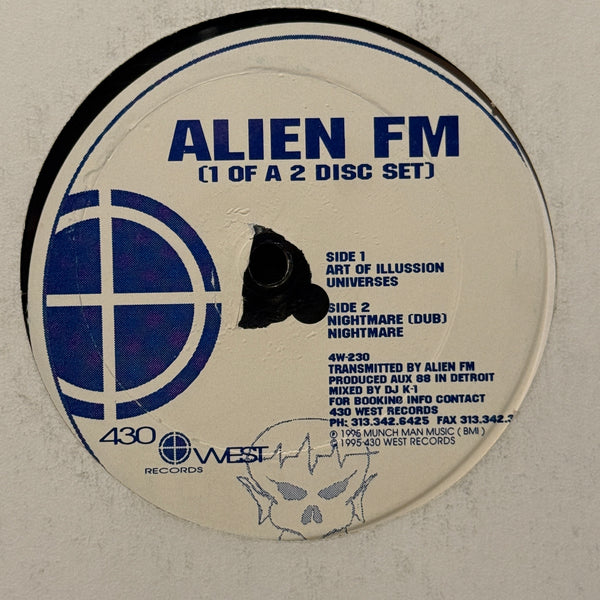 ALIEN FM
(1 OF A 2 DISC SET)
SIDE 1
ART OF ILLUSSION
UNIVERSES
SIDE 2
NIGHTMARE (DUB)
NIGHTMARE
4W-230
TRANSMITTED BY ALIEN FM
PRODUCED AUX 88 IN DETROIT
MIXED BY DJ K-1
FOR BOOKING INFO CONTACT
430 WEST RECORDS
PH: 313.342.6425 FAX 313.342.3
℗ 1996 MUNCH MAN MUSIC ( BMI )
© 1995 430 WEST RECORDS
430 WEST
RECORDS